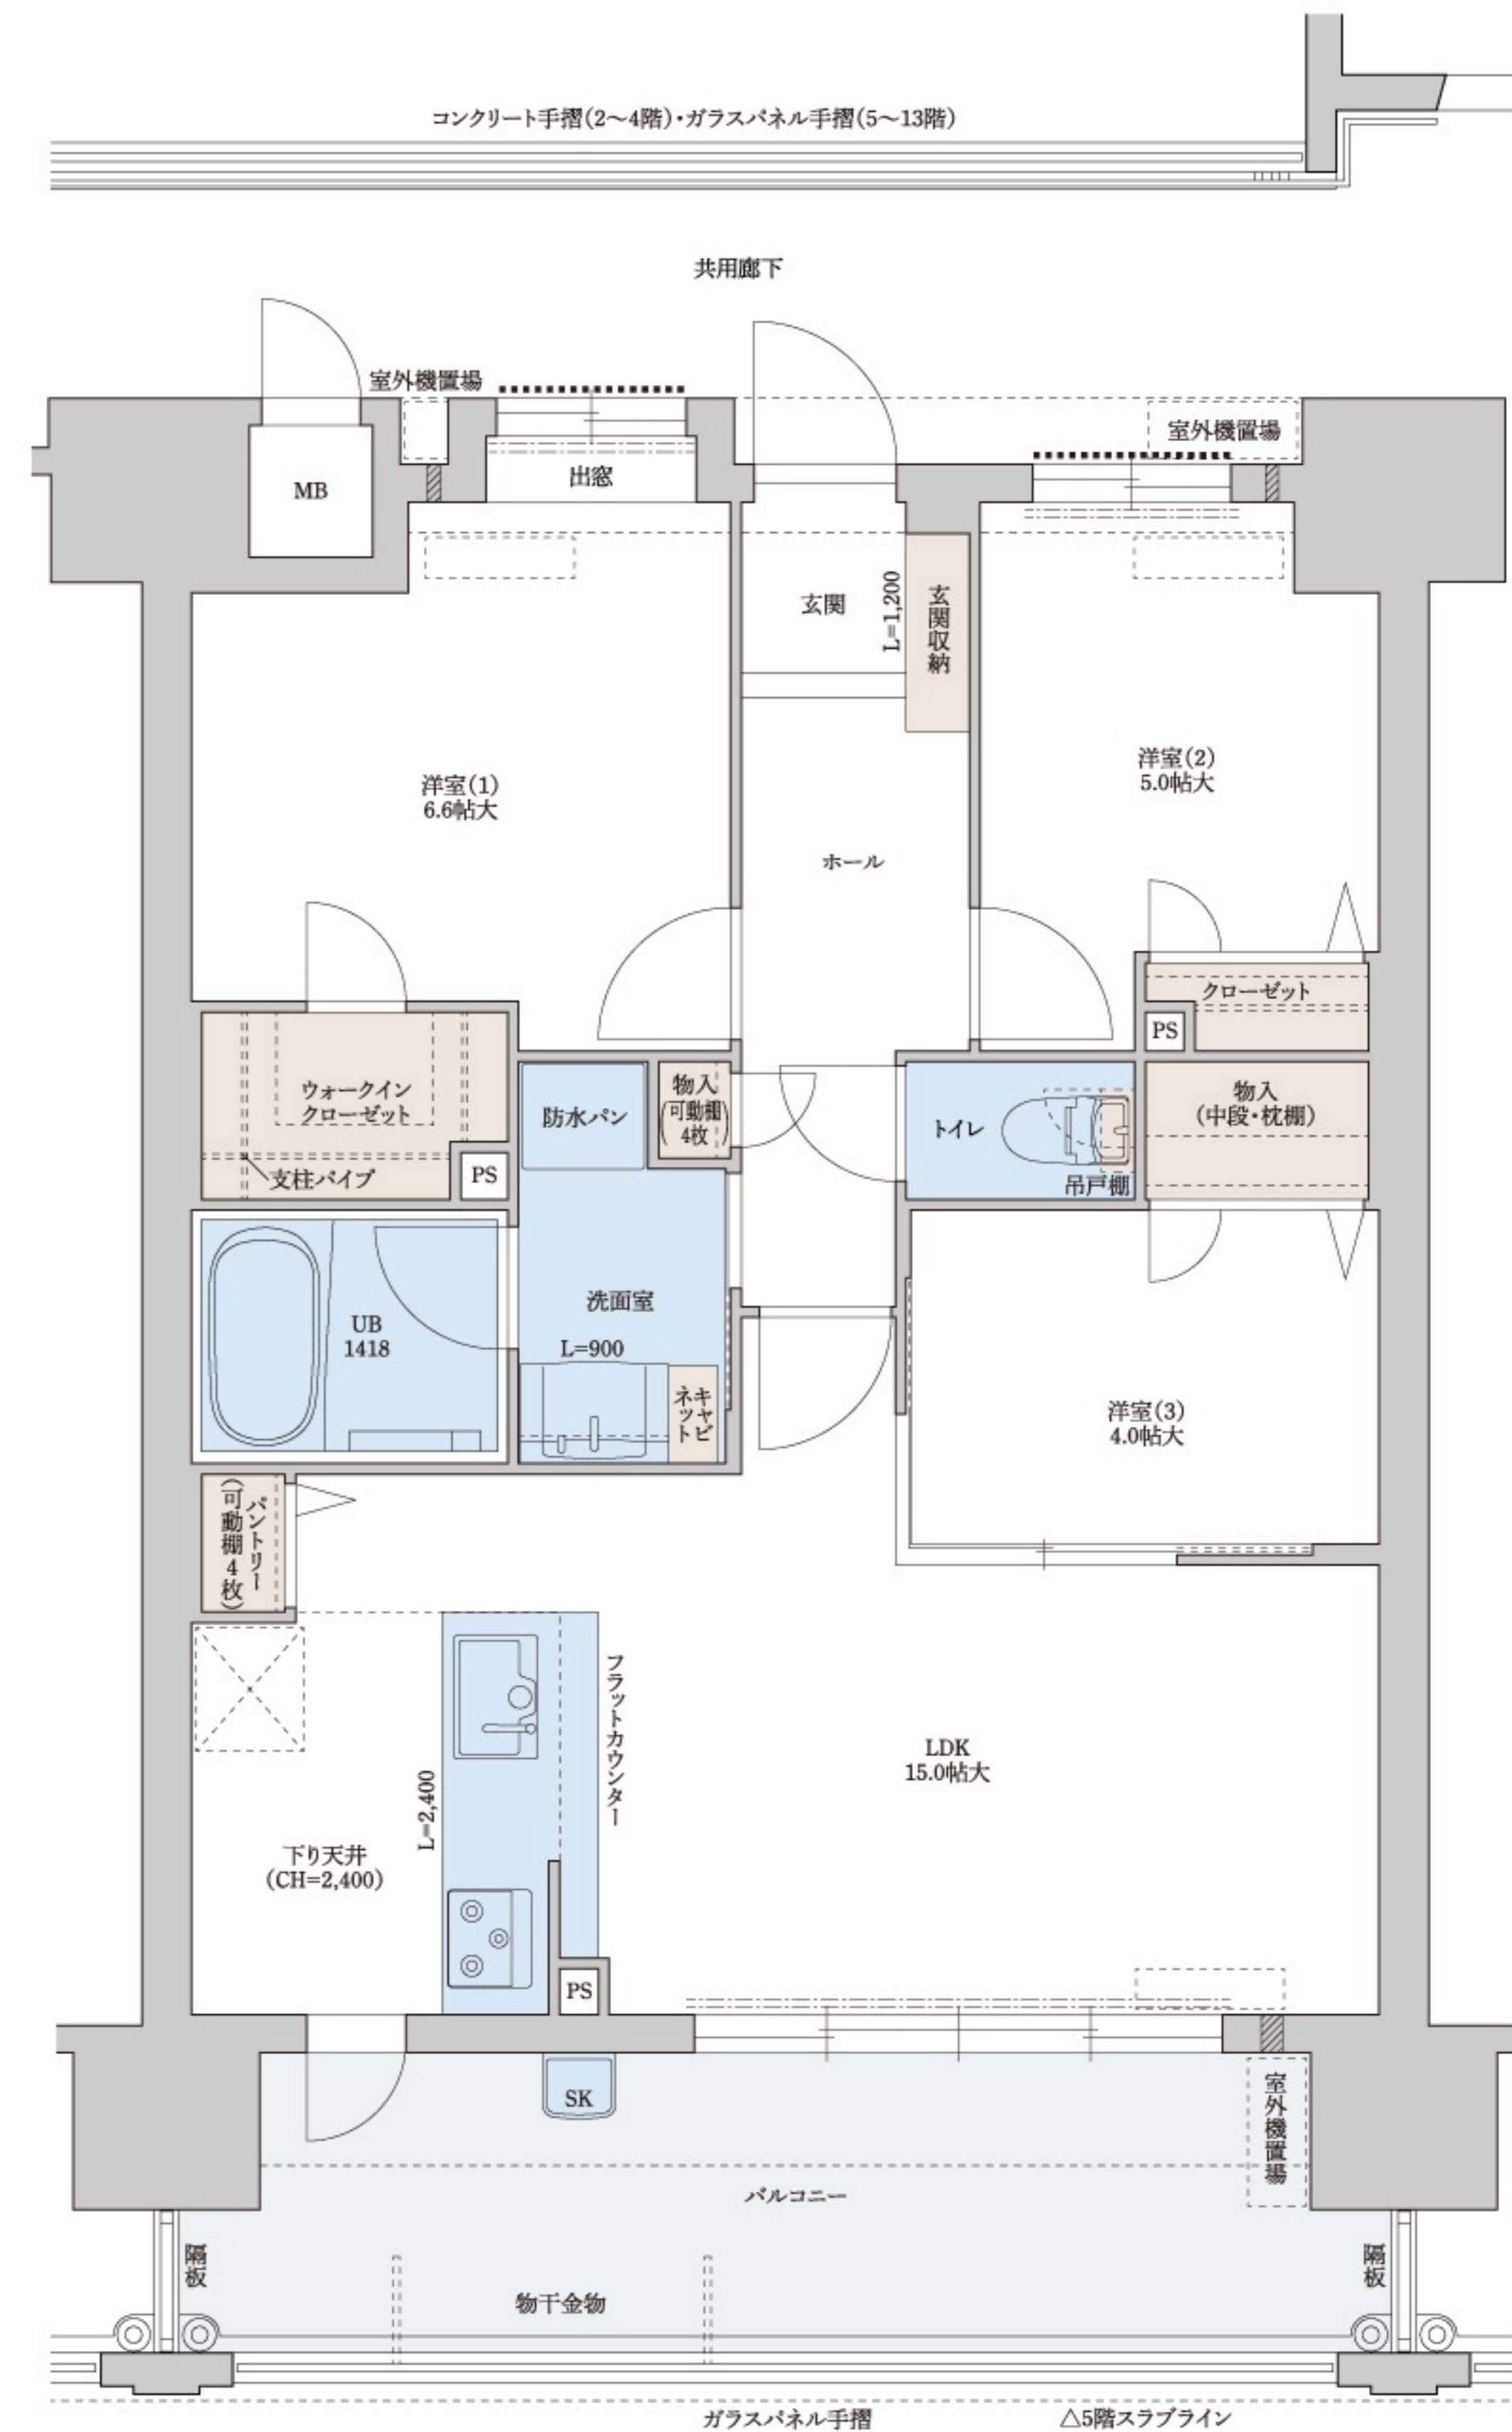 コンクリート手摺(2〜4階)・ガラスパネル手摺(5〜13階)
共用廊下
室外機置場
室外機置場
MB
出窓
玄関
L=1,200
玄関収納
洋室(1)
6.6帖大
洋室(2)
5.0帖大
ホール
クローゼット
PS
ウォークイン
クローゼット
支柱パイプ
PS
防水パン
物入
(可動棚)
4枚
トイレ
吊戸棚
物入
(中段・枕棚)
UB
1418
洗面室
L=900
キャビ
ネット
洋室(3)
4.0帖大
パントリー
(可動棚4枚)
フラットカウンター
L=2,400
LDK
15.0帖大
下り天井
(CH=2,400)
PS
SK
室外機置場
バルコニー
隔板
隔板
物干金物
ガラスパネル手摺
△5階スラブライン